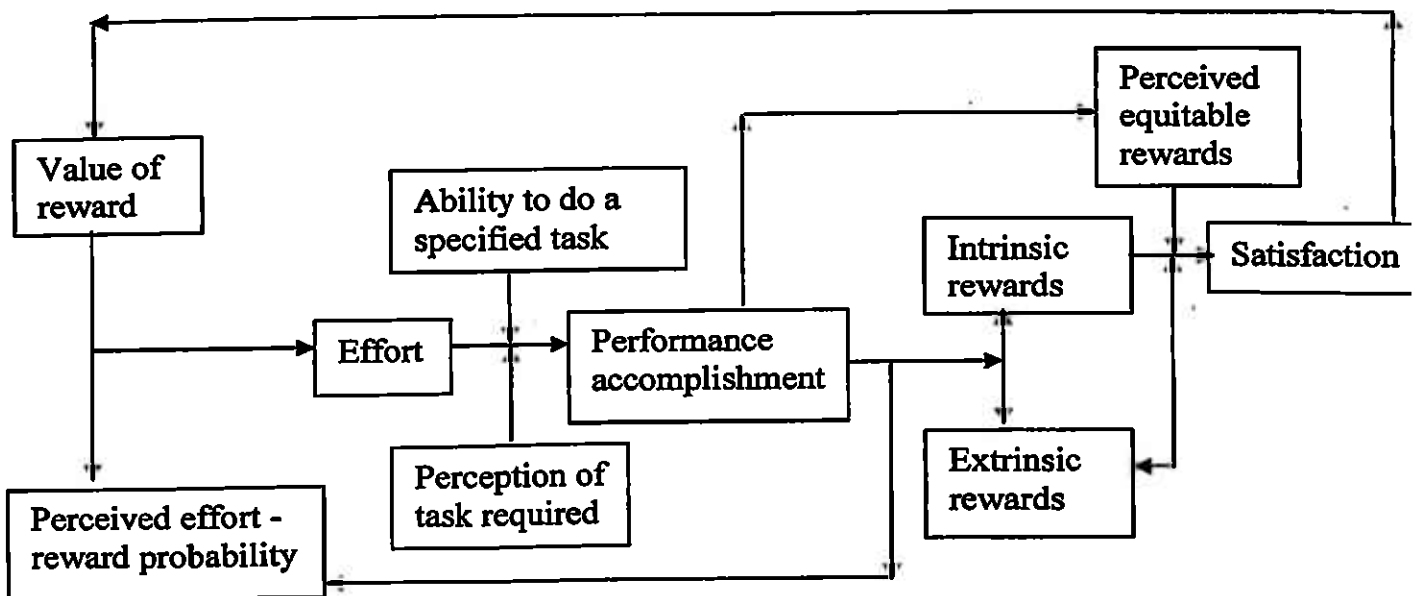 Perceived
equitable
rewards
Value of
reward
Ability to do a
specified task
Intrinsic
rewards
Satisfaction
Effort
Performance
accomplishment
Extrinsic
rewards
Perception of
task required
Perceived effort -
reward probability